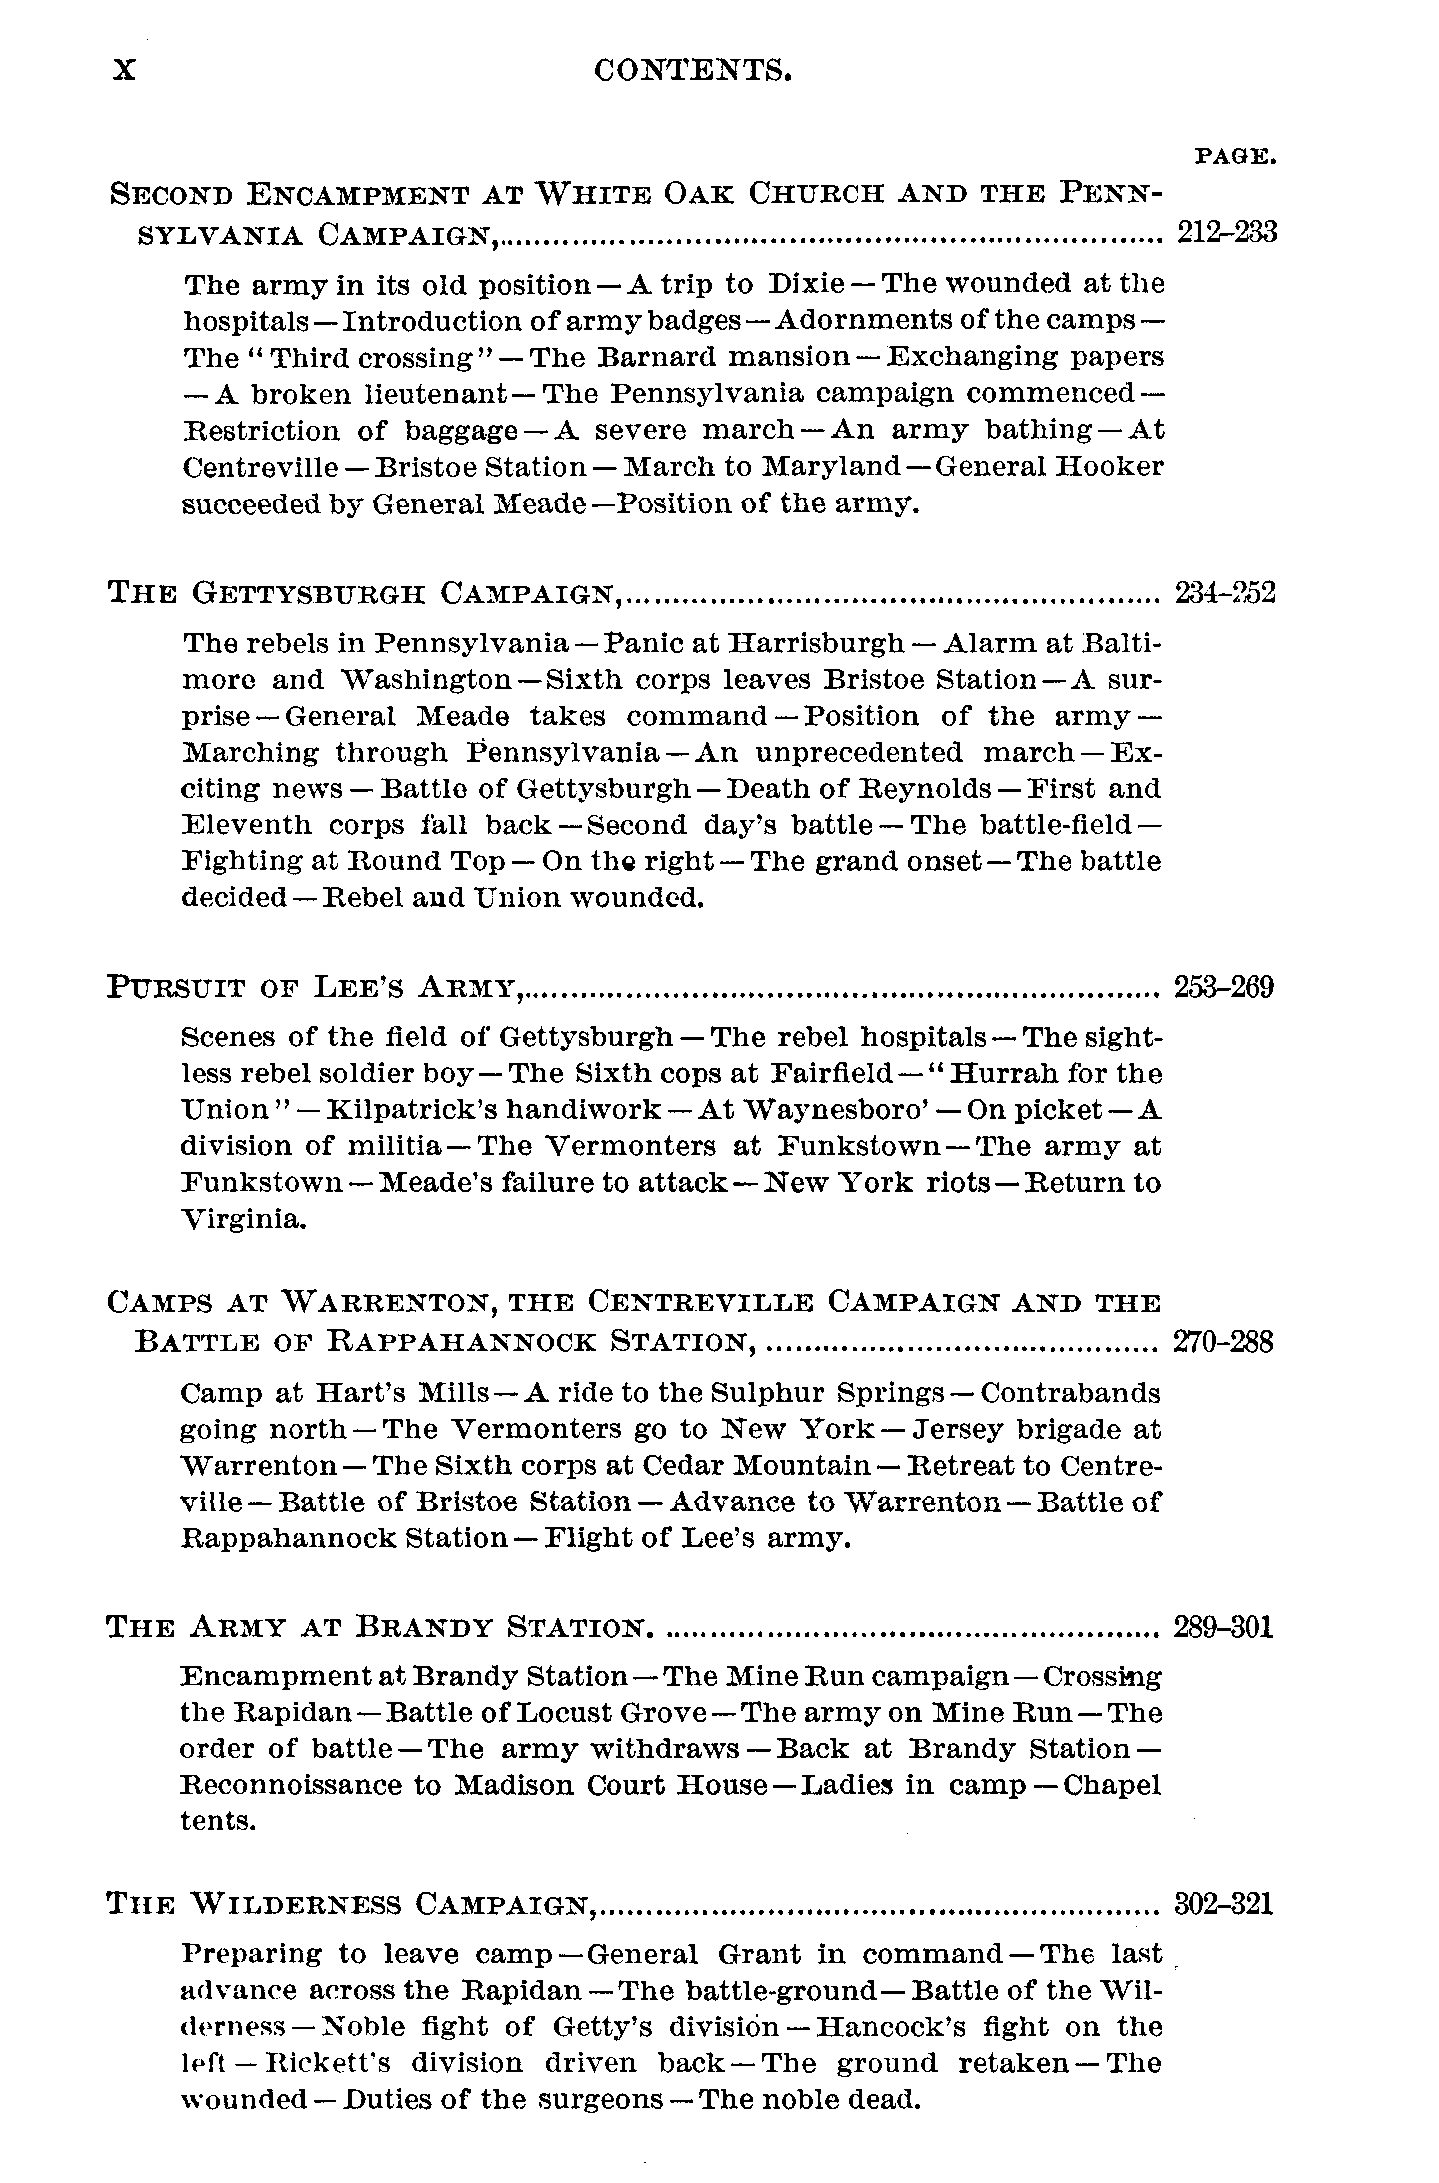 X CONTENTS.
PAGE.
SECOND ENCAMPMENT AT WHITE OAK CHURCH AND THE PENN-
SYLVANIA CAMPAIGN,........................................ 212–233
The army in its old position—A trip to Dixie—The wounded at the
hospitals—Introduction of army badges—Adornments of the camps—
The "Third crossing"—The Barnard mansion—Exchanging papers
—A broken lieutenant—The Pennsylvania campaign commenced—
Restriction of baggage—A severe march—An army bathing—At
Centreville—Bristoe Station—March to Maryland—General Hooker
succeeded by General Meade—Position of the army.
THE GETTYSBURGH CAMPAIGN,........................................ 234–252
The rebels in Pennsylvania—Panic at Harrisburgh—Alarm at Balti-
more and Washington—Sixth corps leaves Bristoe Station—A sur-
prise—General Meade takes command—Position of the army—
Marching through Pennsylvania—An unprecedented march—Ex-
citing news—Battle of Gettysburgh—Death of Reynolds—First and
Eleventh corps fall back—Second day's battle—The battle-field—
Fighting at Round Top—On the right—The grand onset—The battle
decided—Rebel and Union wounded.
PURSUIT OF LEE'S ARMY,........................................ 253–269
Scenes of the field of Gettysburgh—The rebel hospitals—The sight-
less rebel soldier boy—The Sixth cops at Fairfield—"Hurrah for the
Union"—Kilpatrick's handiwork—At Waynesboro'—On picket—A
division of militia—The Vermonters at Funkstown—The army at
Funkstown—Meade's failure to attack—New York riots—Return to
Virginia.
CAMPS AT WARRENTON, THE CENTREVILLE CAMPAIGN AND THE
BATTLE OF RAPPAHANNOCK STATION, ........................................ 270–288
Camp at Hart's Mills—A ride to the Sulphur Springs—Contrabands
going north—The Vermonters go to New York—Jersey brigade at
Warrenton—The Sixth corps at Cedar Mountain—Retreat to Centre-
ville—Battle of Bristoe Station—Advance to Warrenton—Battle of
Rappahannock Station—Flight of Lee's army.
THE ARMY AT BRANDY STATION. ........................................ 289–301
Encampment at Brandy Station—The Mine Run campaign—Crossing
the Rapidan—Battle of Locust Grove—The army on Mine Run—The
order of battle—The army withdraws—Back at Brandy Station—
Reconnoissance to Madison Court House—Ladies in camp—Chapel
tents.
THE WILDERNESS CAMPAIGN,........................................ 302–321
Preparing to leave camp—General Grant in command—The last
advance across the Rapidan—The battle-ground—Battle of the Wil-
derness—Noble fight of Getty's division—Hancock's fight on the
left—Rickett's division driven back—The ground retaken—The
wounded—Duties of the surgeons—The noble dead.